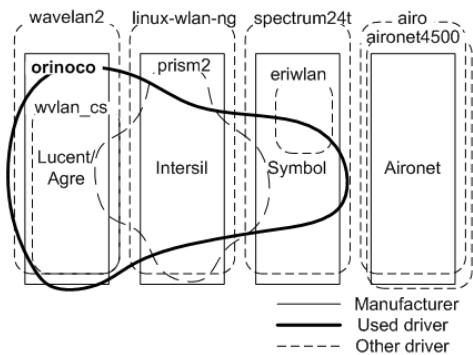 wavelan2 linux-wlan-ng spectrum24t airo
aironet4500
orinoco prism2 eriwlan
wvlan_cs
Lucent/
Agre Intersil Symbol Aironet
Manufacturer
Used driver
Other driver